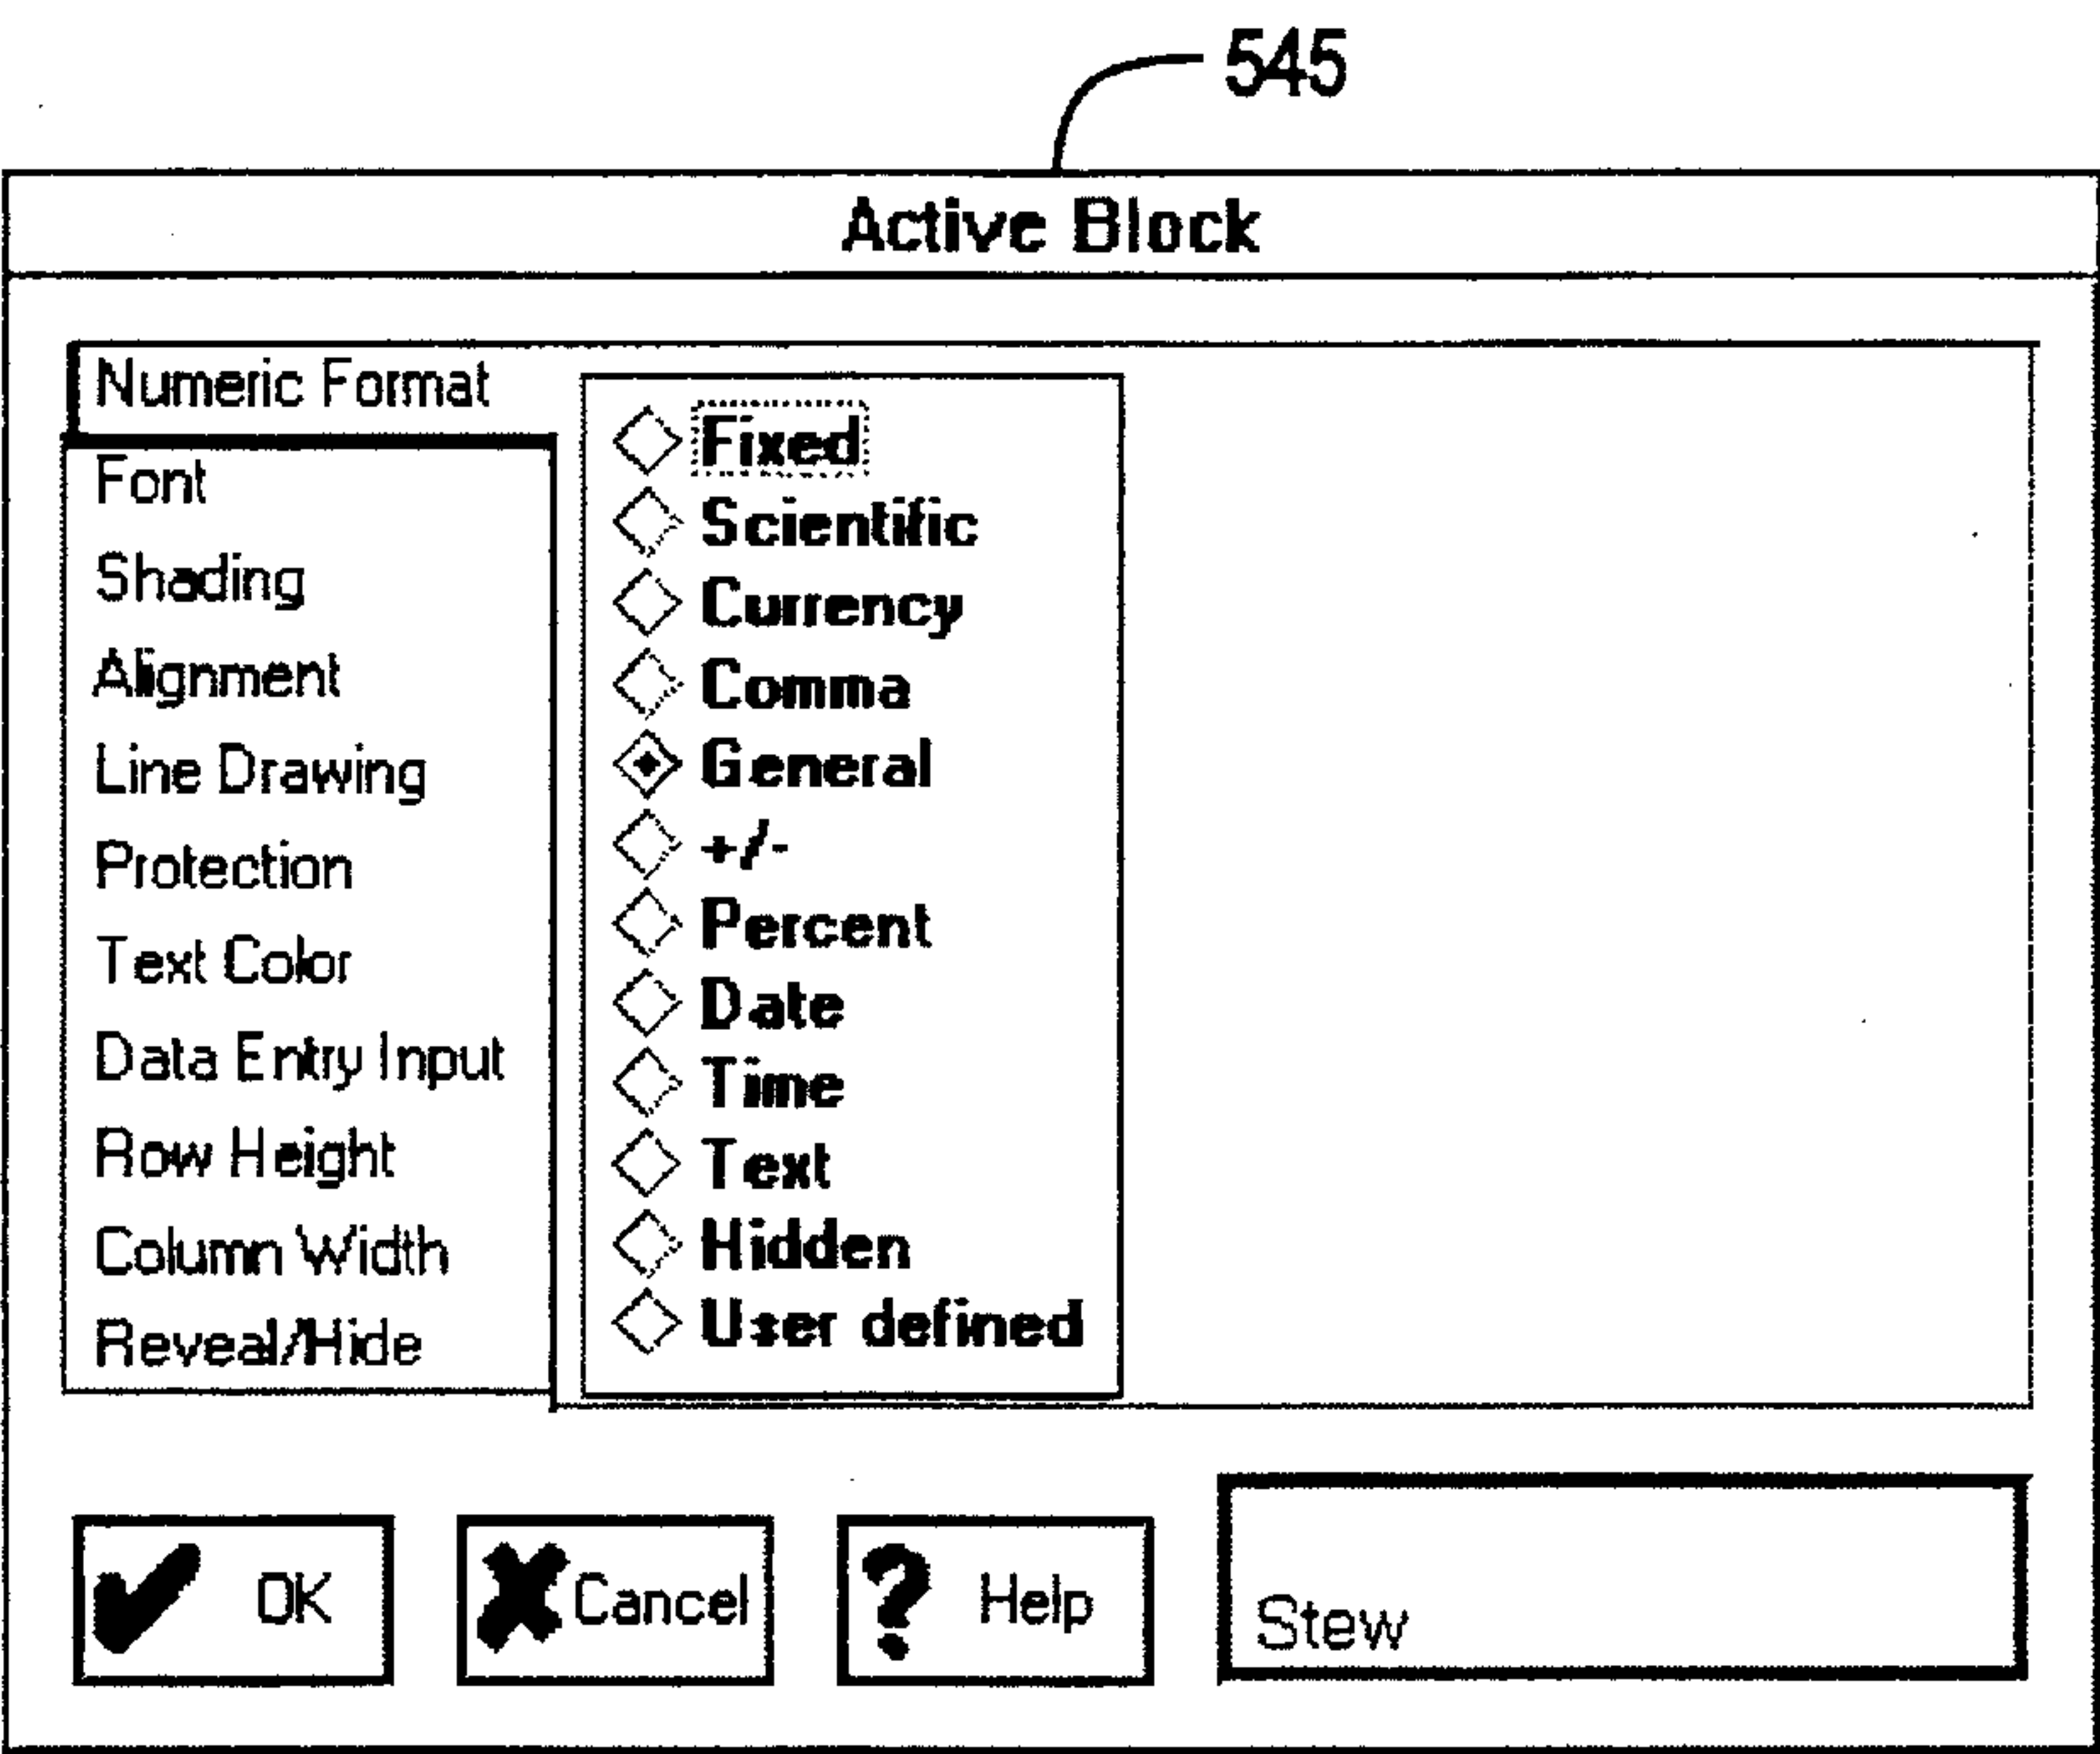 545
Active Block
Numeric Format
Font
Shading
Alignment
Line Drawing
Protection
Text Color
Data Entry Input
Row Height
Column Width
Reveal/Hide
Fixed
Scientific
Currency
Comma
General
+/-
Percent
Date
Time
Text
Hidden
User defined
OK
Cancel
? Help
Stew